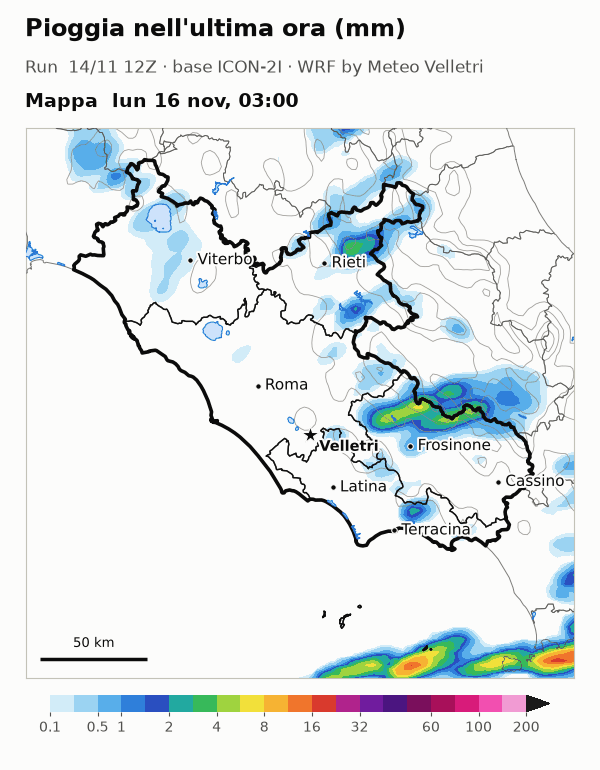 Pioggia nell'ultima ora (mm)
Run  14/11 12Z · base ICON-2I · WRF by Meteo Velletri
Mappa  lun 16 nov, 03:00
Viterbo
Rieti
Roma
Velletri
Frosinone
Latina
Cassino
Terracina
50 km
0.1 0.5 1 2 4 8 16 32 60 100 200